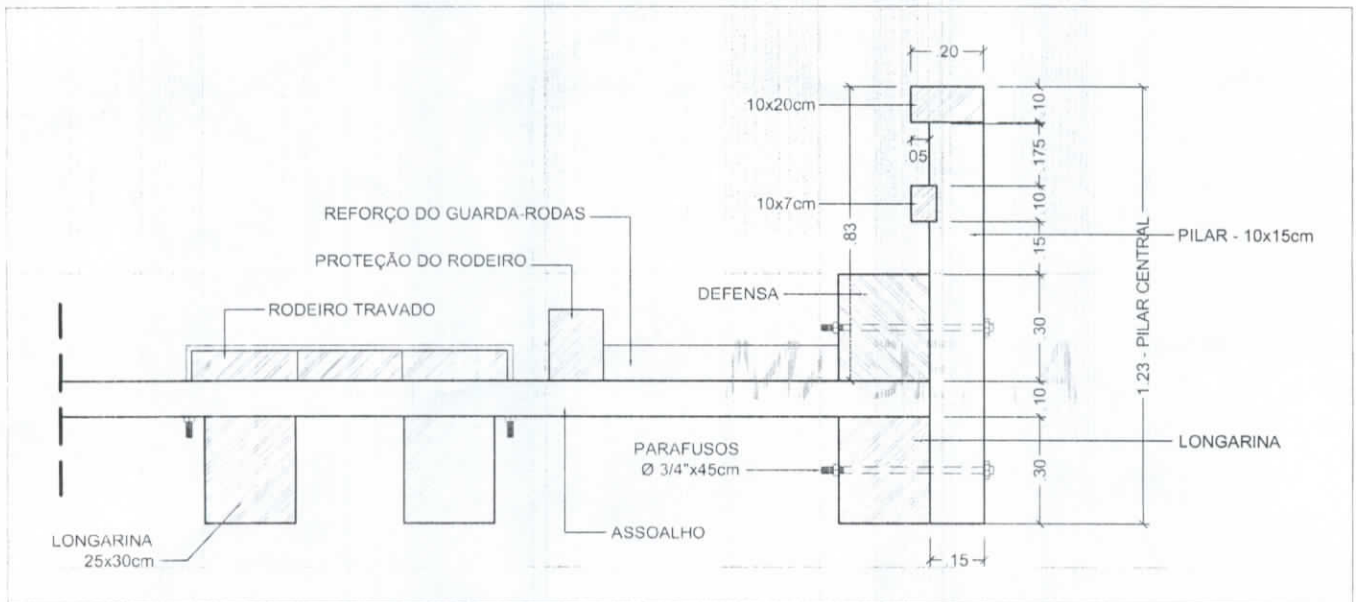 .20
10x20cm
.10
.05
.175
10x7cm
.10
REFORÇO DO GUARDA-RODAS
.83
.15
PILAR - 10x15cm
PROTEÇÃO DO RODEIRO
DEFENSA
RODEIRO TRAVADO
.30
1.23 - PILAR CENTRAL
.10
PARAFUSOS
Ø 3/4"x45cm
LONGARINA
.30
ASSOALHO
LONGARINA
25x30cm
.15